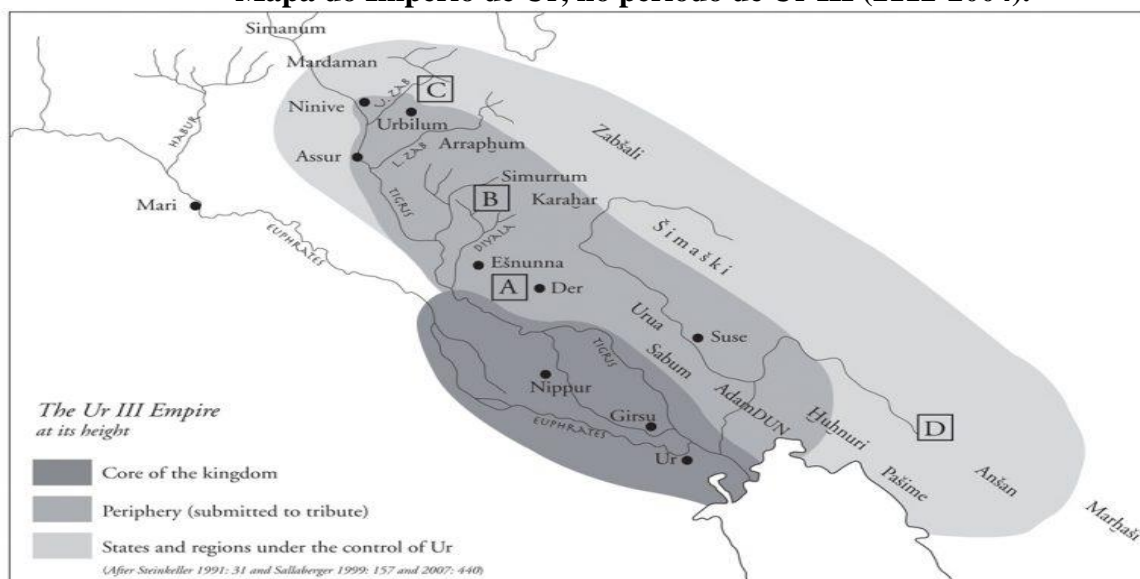 Mapa do Império de Ur, no período de Ur III (2112-2004).
Simanum
Mardaman
Ninive
U. ZAB
C
Urbilum
HABUR
Assur
L. ZAB
Arraphum
Zabšali
Simurrum
Mari
TIGRIS
B
Karahar
EUPHRATES
DIYALA
Šimaški
Ešnunna
A
Der
Urua
Suse
TIGRIS
Sabum
Nippur
AdamDUN
Girsu
EUPHRATES
Ḫuhnuri
D
Ur
Pašime
Anšan
Marḫaši
The Ur III Empire
at its height
Core of the kingdom
Periphery (submitted to tribute)
States and regions under the control of Ur
(After Steinkeller 1991: 31 and Sallaberger 1999: 157 and 2007: 440)